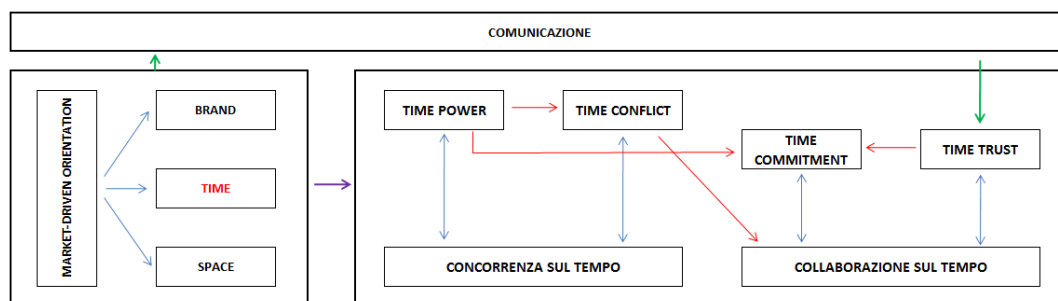 COMUNICAZIONE
MARKET-DRIVEN ORIENTATION
BRAND
TIME
SPACE
TIME POWER
TIME CONFLICT
TIME
COMMITMENT
TIME TRUST
CONCORRENZA SUL TEMPO
COLLABORAZIONE SUL TEMPO